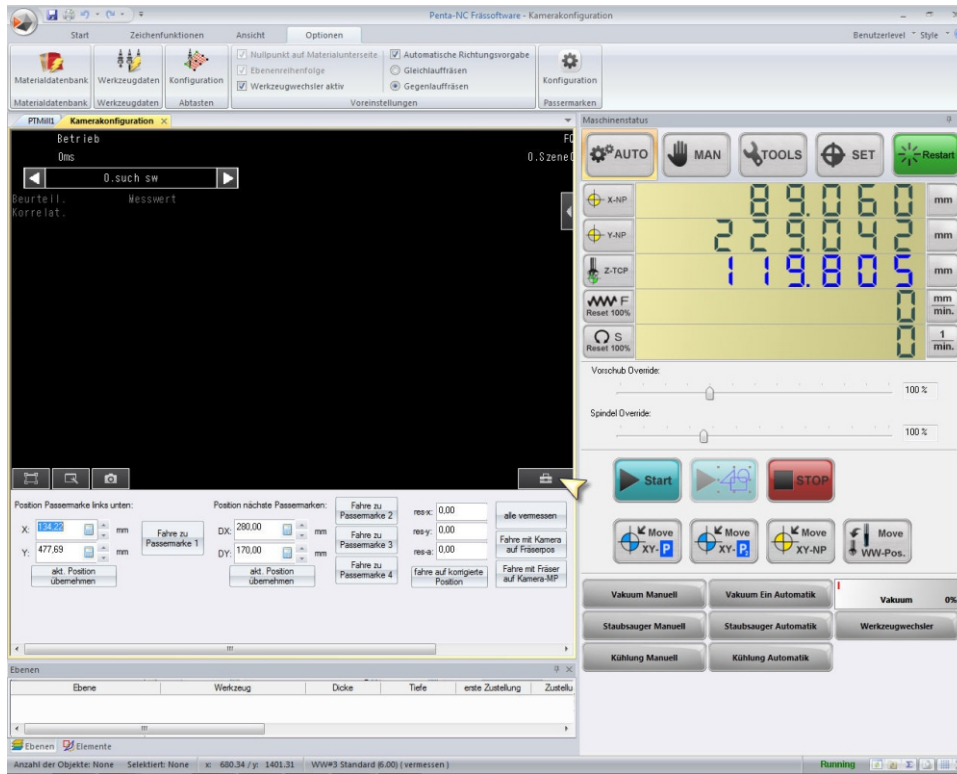 Penta-NC Frässoftware - Kamerakonfiguration
Start Zeichenfunktionen Ansicht Optionen Benutzerlevel Style
Materialdatenbank Werkzeugdaten Konfiguration
Nullpunkt auf Materialunterseite
Ebenenreihenfolge
Werkzeugwechsler aktiv
Automatische Richtungsvorgabe
Gleichlauffräsen
Gegenlauffräsen
Konfiguration
Materialdatenbank Werkzeugdaten Abtasten Voreinstellungen Passermarken
PTMill1 Kamerakonfiguration
Betrieb
0ms 0.Szene
0.such sw
Beurteil. Messwert
Korrelat.
Position Passemarke links unten:
X: 134,22 mm
Y: 477,69 mm
akt. Position übernehmen
Fahre zu Passemarke 1
Position nächste Passemarken:
DX: 280,00 mm
DY: 170,00 mm
akt. Position übernehmen
Fahre zu Passemarke 2
Fahre zu Passemarke 3
Fahre zu Passemarke 4
res-x: 0,00
res-y: 0,00
res-a: 0,00
fahre auf korrigierte Position
alle vermessen
Fahre mit Kamera auf Fräserpos
Fahre mit Fräser auf Kamera-MP
Ebenen
Ebene Werkzeug Dicke Tiefe erste Zustellung Zustellu
Ebenen Elemente
Maschinenstatus
AUTO MAN TOOLS SET Restart
X-NP 89.060 mm
Y-NP 229.042 mm
Z-TCP 119.805 mm
F Reset 100% 0 mm min.
S Reset 100% 0 1 min.
Vorschub Override:
100 %
Spindel Override:
100 %
Start STOP
Move XY-P
Move XY-P
Move XY-NP
Move WW-Pos.
Vakuum Manuell Vakuum Ein Automatik Vakuum 0%
Staubsauger Manuell Staubsauger Automatik Werkzeugwechsler
Kühlung Manuell Kühlung Automatik
Anzahl der Objekte: None Selektiert: None x: 680.34 / y: 1401.31 WW#3 Standard (6.00) ( vermessen ) Running